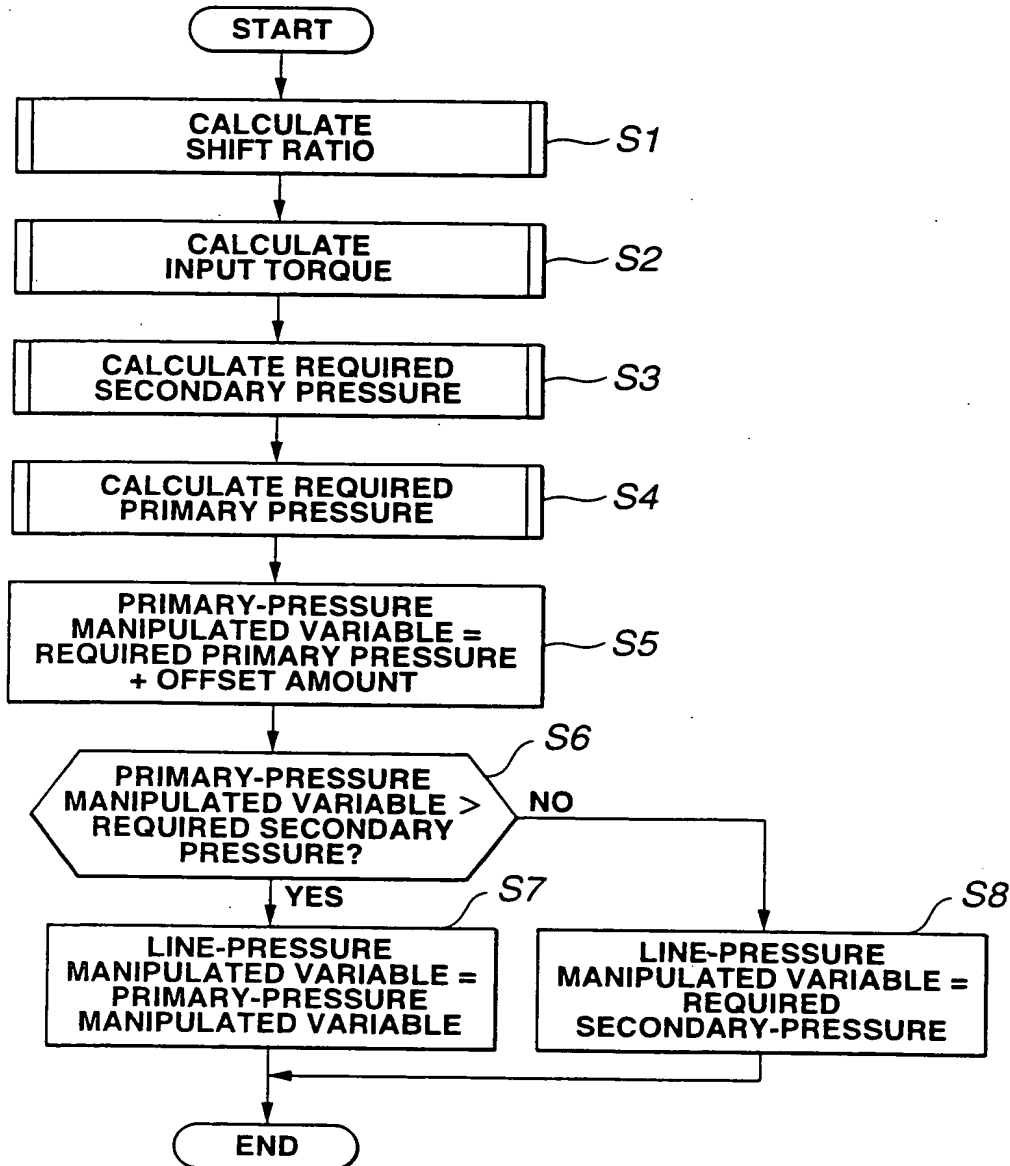 START
CALCULATE
SHIFT RATIO
S1
CALCULATE
INPUT TORQUE
S2
CALCULATE REQUIRED
SECONDARY PRESSURE
S3
CALCULATE REQUIRED
PRIMARY PRESSURE
S4
PRIMARY-PRESSURE
MANIPULATED VARIABLE =
REQUIRED PRIMARY PRESSURE
+ OFFSET AMOUNT
S5
S6
PRIMARY-PRESSURE
MANIPULATED VARIABLE >
REQUIRED SECONDARY
PRESSURE?
NO
YES
S7
LINE-PRESSURE
MANIPULATED VARIABLE =
PRIMARY-PRESSURE
MANIPULATED VARIABLE
S8
LINE-PRESSURE
MANIPULATED VARIABLE =
REQUIRED
SECONDARY-PRESSURE
END